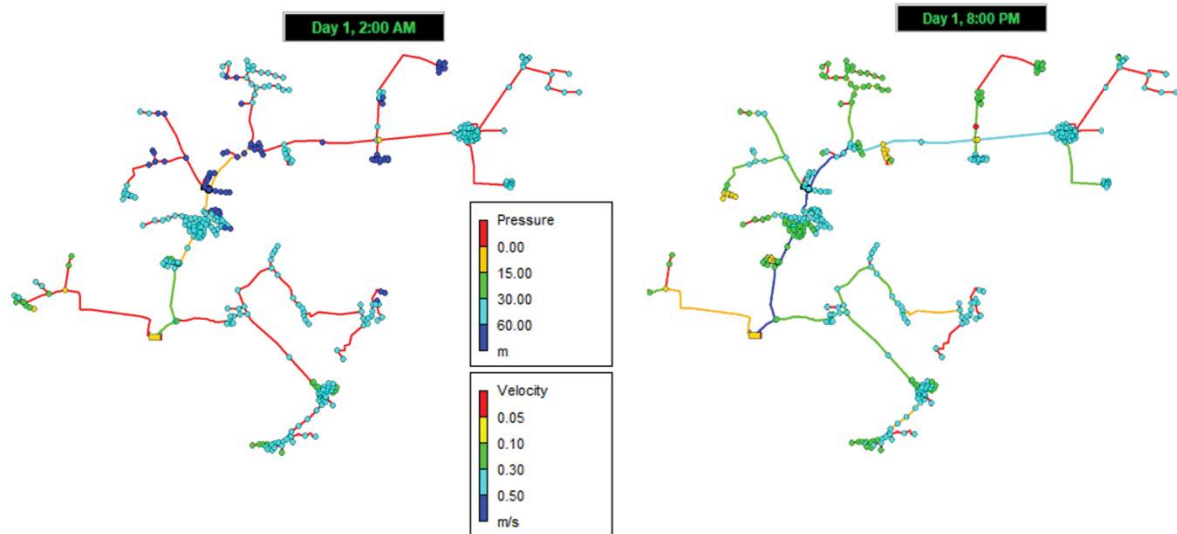 Day 1, 2:00 AM
Day 1, 8:00 PM
Pressure
0.00
15.00
30.00
60.00
m
Velocity
0.05
0.10
0.30
0.50
m/s